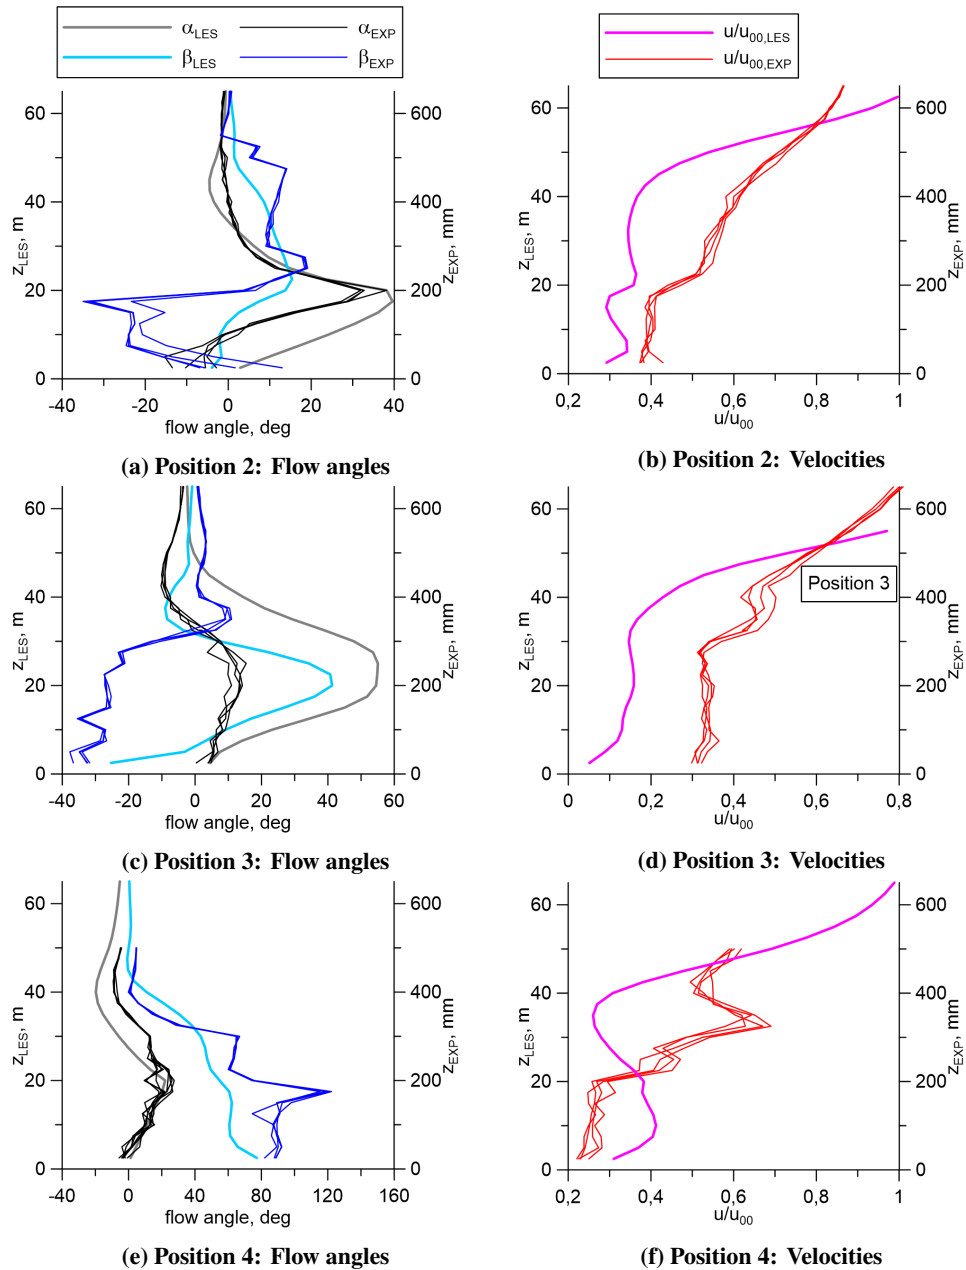 α_LES α_EXP
β_LES β_EXP
u/u_00,LES
u/u_00,EXP
60
40
20
0
z_LES, m
600
400
200
0
z_EXP, mm
-40 -20 0 20 40
flow angle, deg
(a) Position 2: Flow angles
60
40
20
0
z_LES, m
600
400
200
0
z_EXP, mm
0,2 0,4 0,6 0,8 1
u/u_00
(b) Position 2: Velocities
60
40
20
0
z_LES, m
600
400
200
0
z_EXP, mm
-40 -20 0 20 40 60
flow angle, deg
(c) Position 3: Flow angles
60
40
20
0
z_LES, m
Position 3
600
400
200
0
z_EXP, mm
0 0,2 0,4 0,6 0,8
u/u_00
(d) Position 3: Velocities
60
40
20
0
z_LES, m
600
400
200
0
z_EXP, mm
-40 0 40 80 120 160
flow angle, deg
(e) Position 4: Flow angles
60
40
20
0
z_LES, m
600
400
200
0
z_EXP, mm
0,2 0,4 0,6 0,8 1
u/u_00
(f) Position 4: Velocities